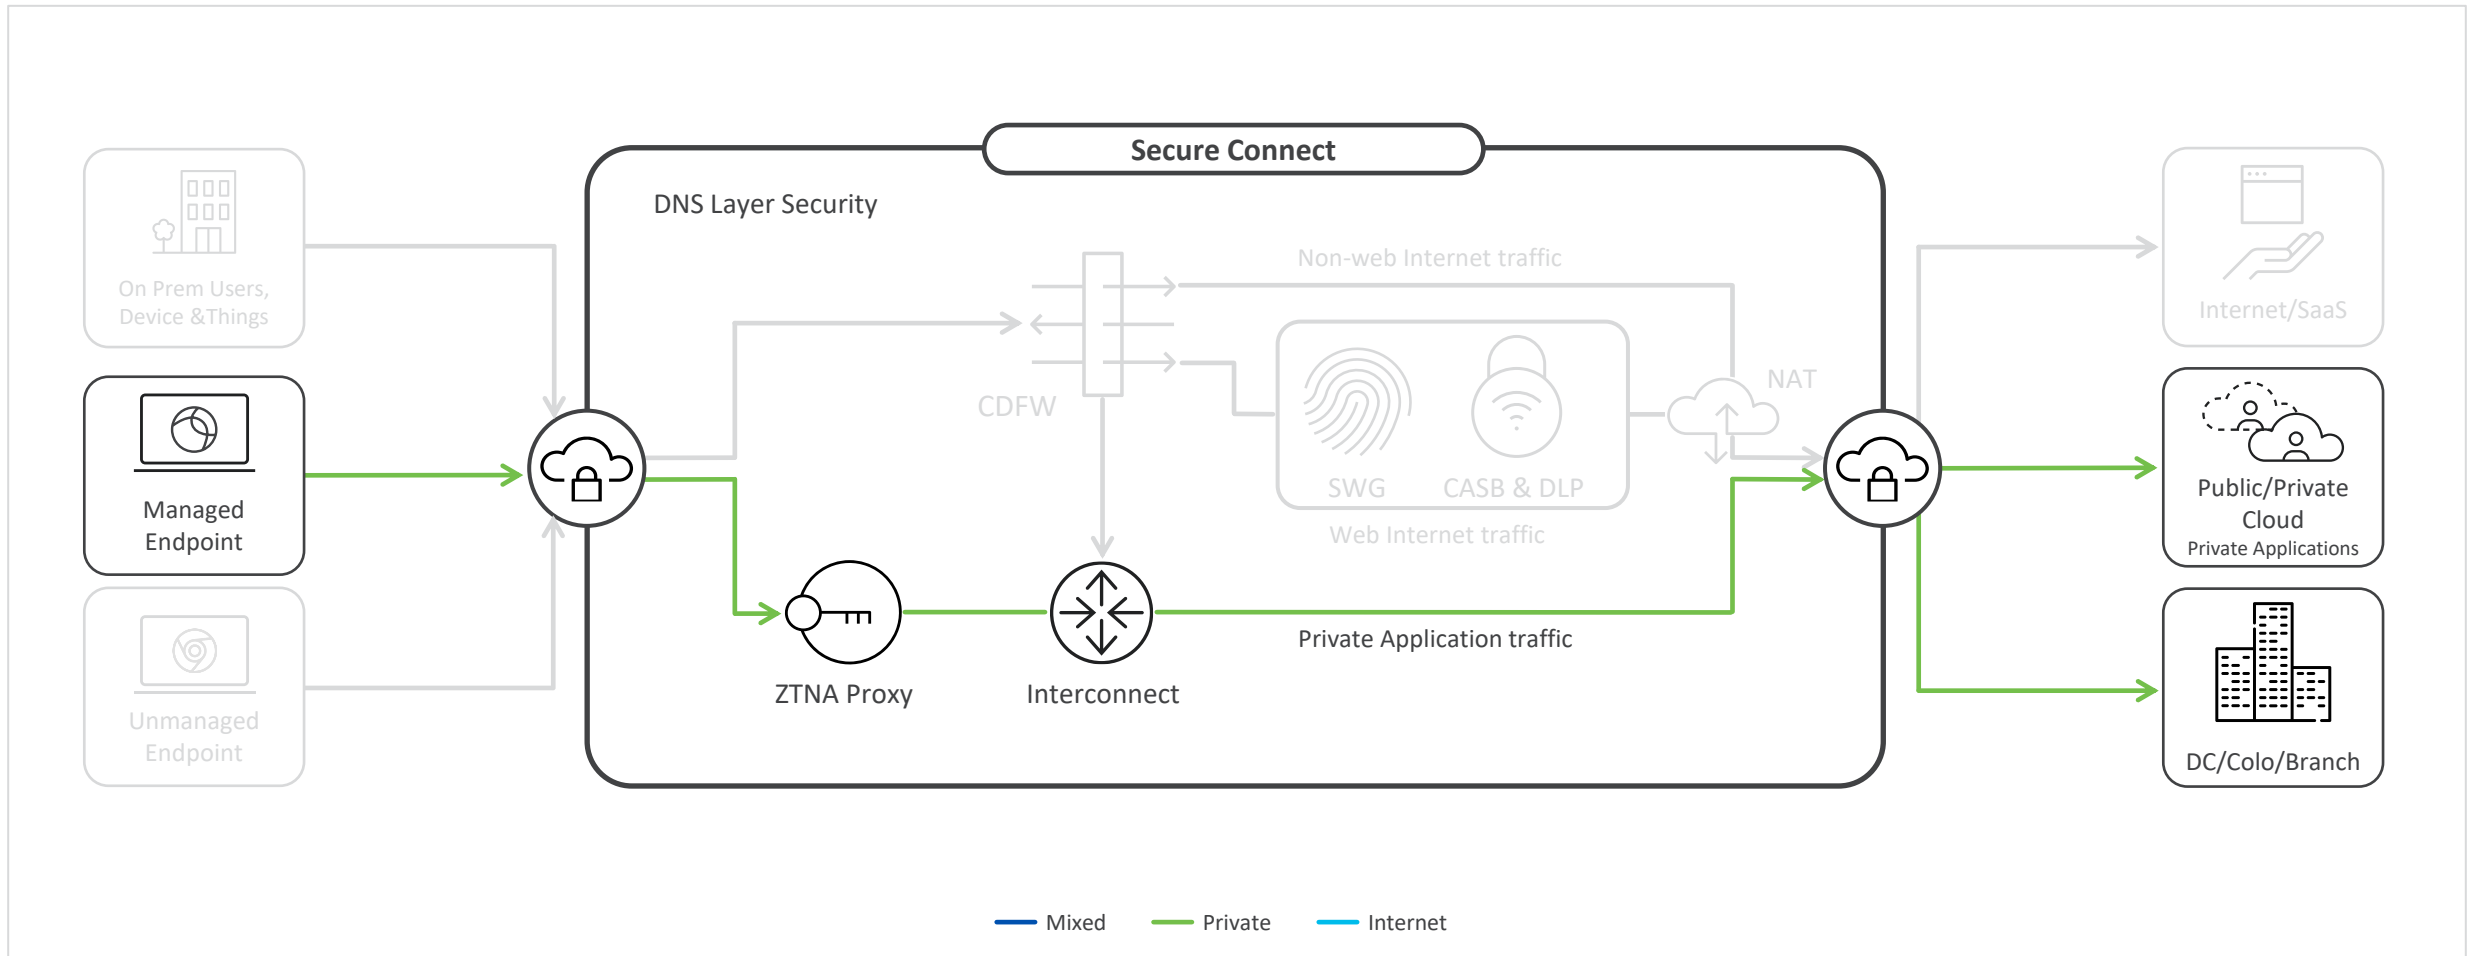 Secure Connect
DNS Layer Security
On Prem Users,
Device &Things
Managed
Endpoint
Unmanaged
Endpoint
CDFW
Non-web Internet traffic
SWG
CASB & DLP
Web Internet traffic
NAT
ZTNA Proxy
Interconnect
Private Application traffic
Internet/SaaS
Public/Private
Cloud
Private Applications
DC/Colo/Branch
Mixed
Private
Internet